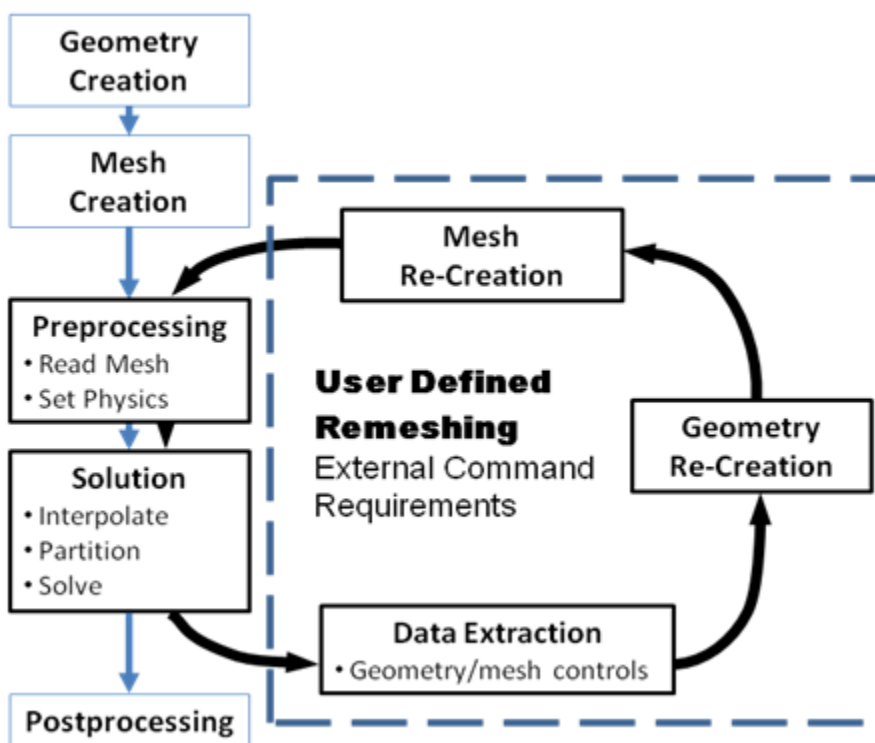 Geometry
Creation
Mesh
Creation
Preprocessing
• Read Mesh
• Set Physics
Solution
• Interpolate
• Partition
• Solve
Postprocessing
Mesh
Re-Creation
User Defined
Remeshing
External Command
Requirements
Geometry
Re-Creation
Data Extraction
• Geometry/mesh controls